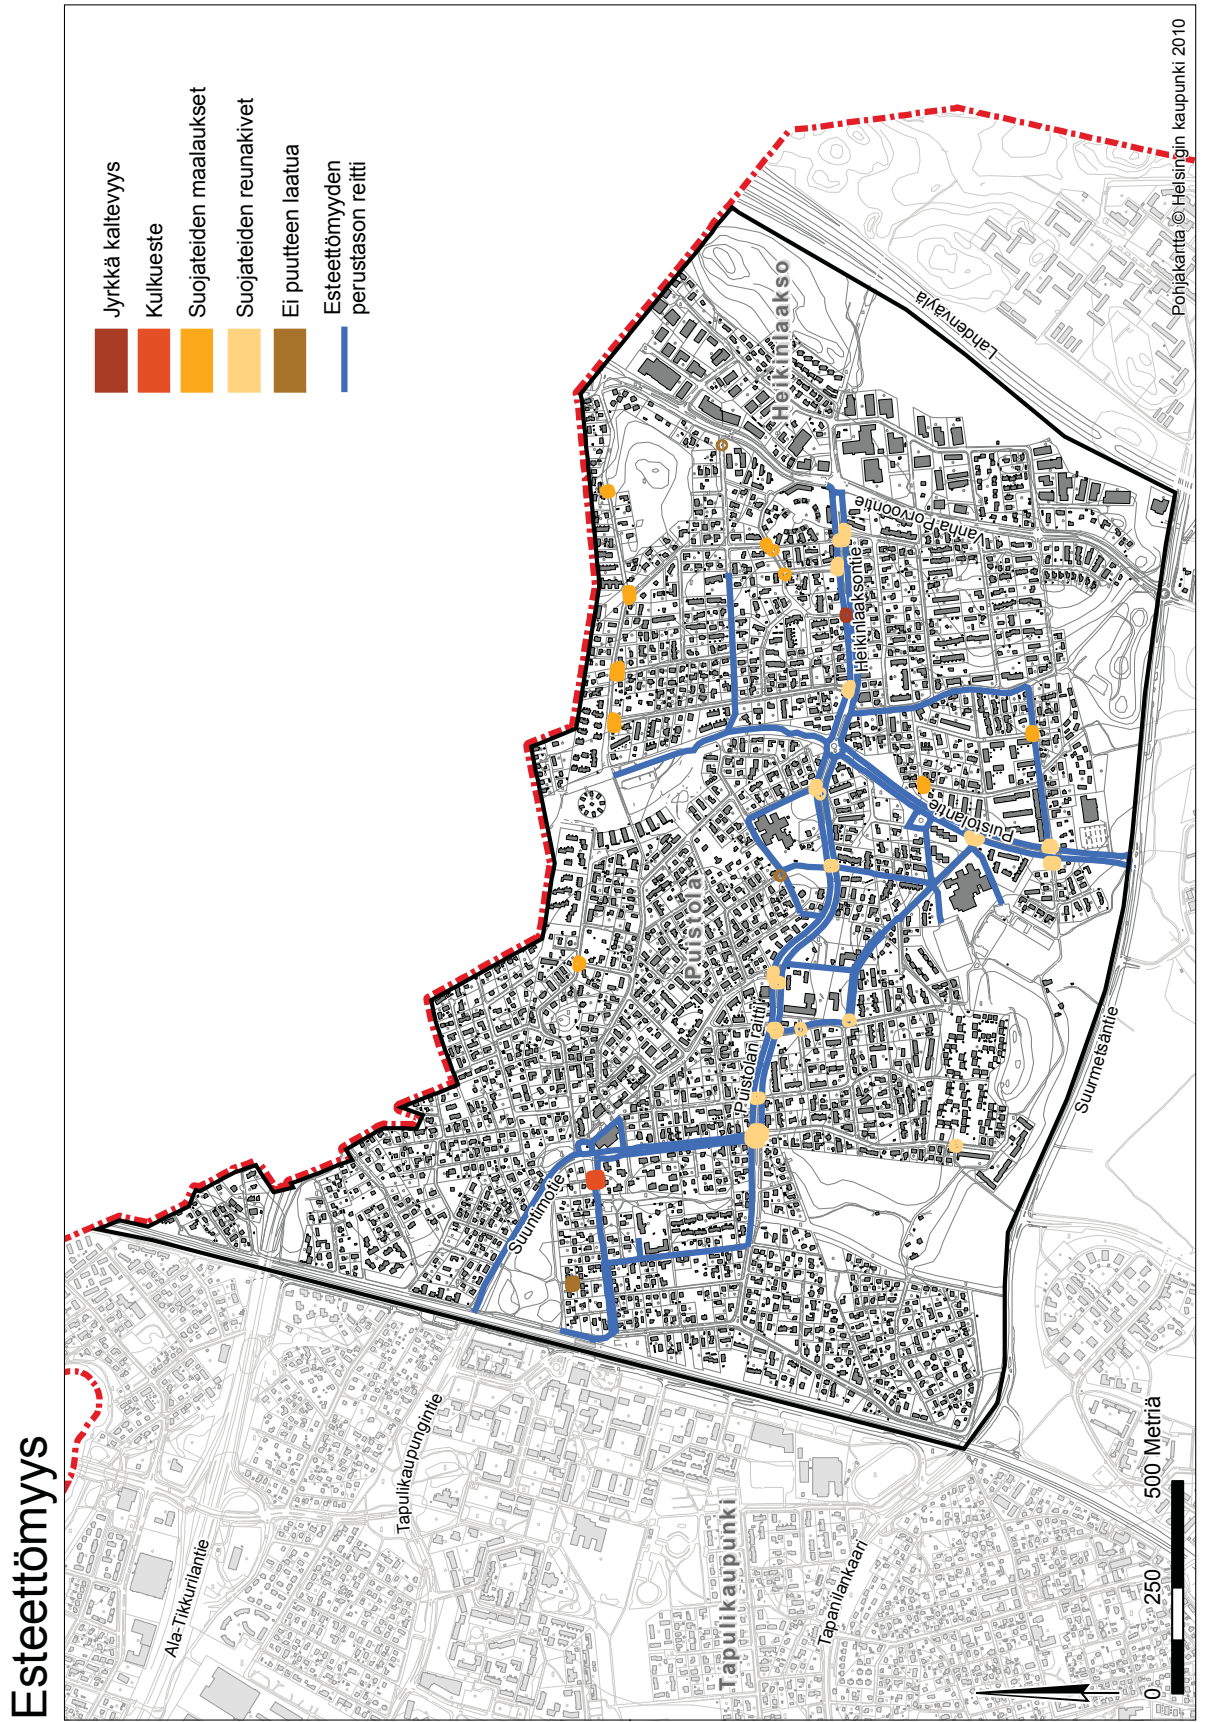 Esteettömyys
Jyrkkä kaltevyys
Kulkueste
Suojateiden maalaukset
Suojateiden reunakivet
Ei puutteen laatua
Esteettömyyden
perustason reitti
Ala-Tikkurilantie
Tapulikaupungintie
Suuntimotie
Puistola
Heikinlaakso
Tapulikaupunki
Puistolan raitti
Heikinlaaksontie
Vanha Porvoontie
Lahdenväylä
Tapanilankaari
Puistolantie
Suurmetsäntie
0 250 500 Metriä
Pohjakartta © Helsingin kaupunki 2010